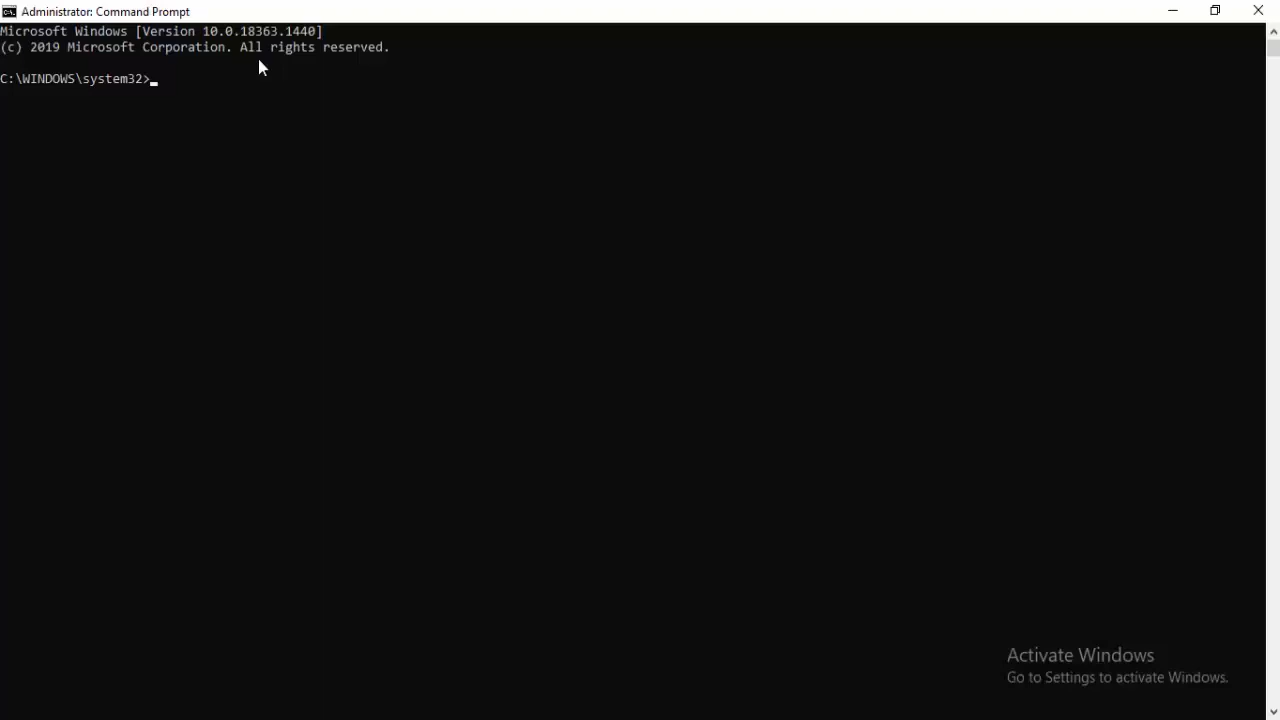 Administrator: Command Prompt
Microsoft Windows [Version 10.0.18363.1440]
(c) 2019 Microsoft Corporation. All rights reserved.
C:\WINDOWS\system32>
Activate Windows
Go to Settings to activate Windows.